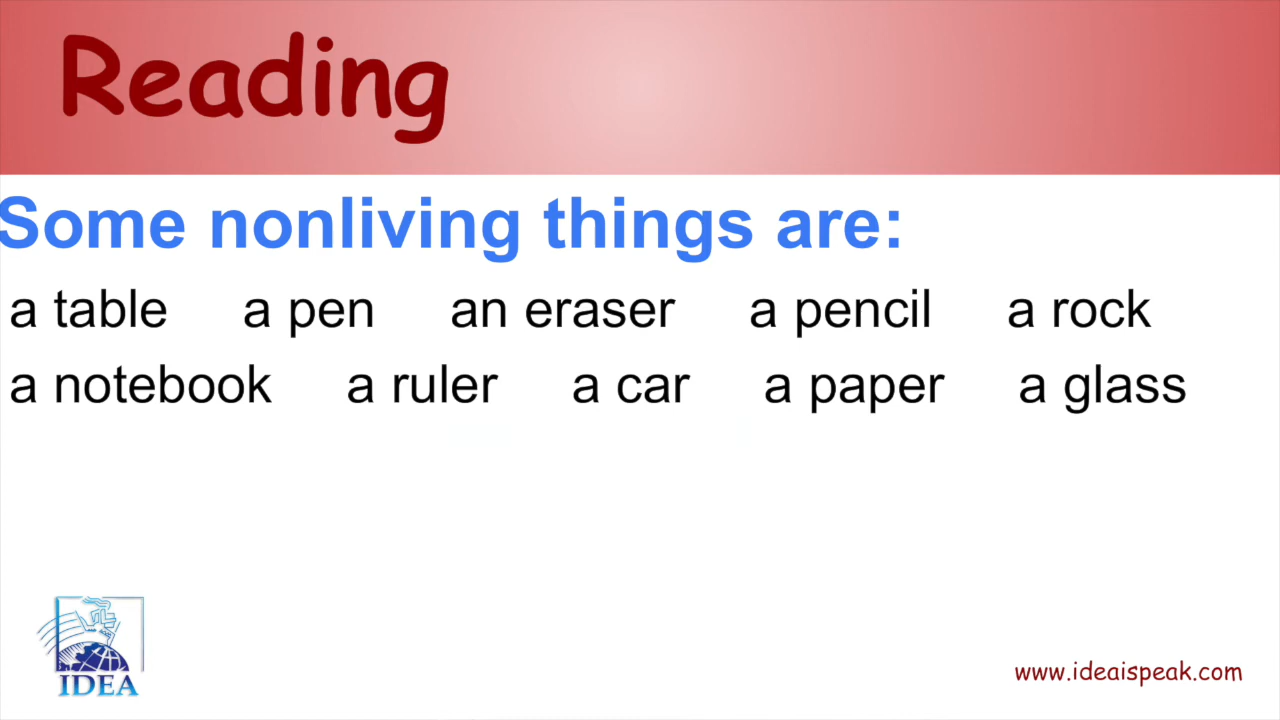 Reading
Some nonliving things are:
a table a pen an eraser a pencil a rock
a notebook a ruler a car a paper a glass
IDEA
www.ideaispeak.com